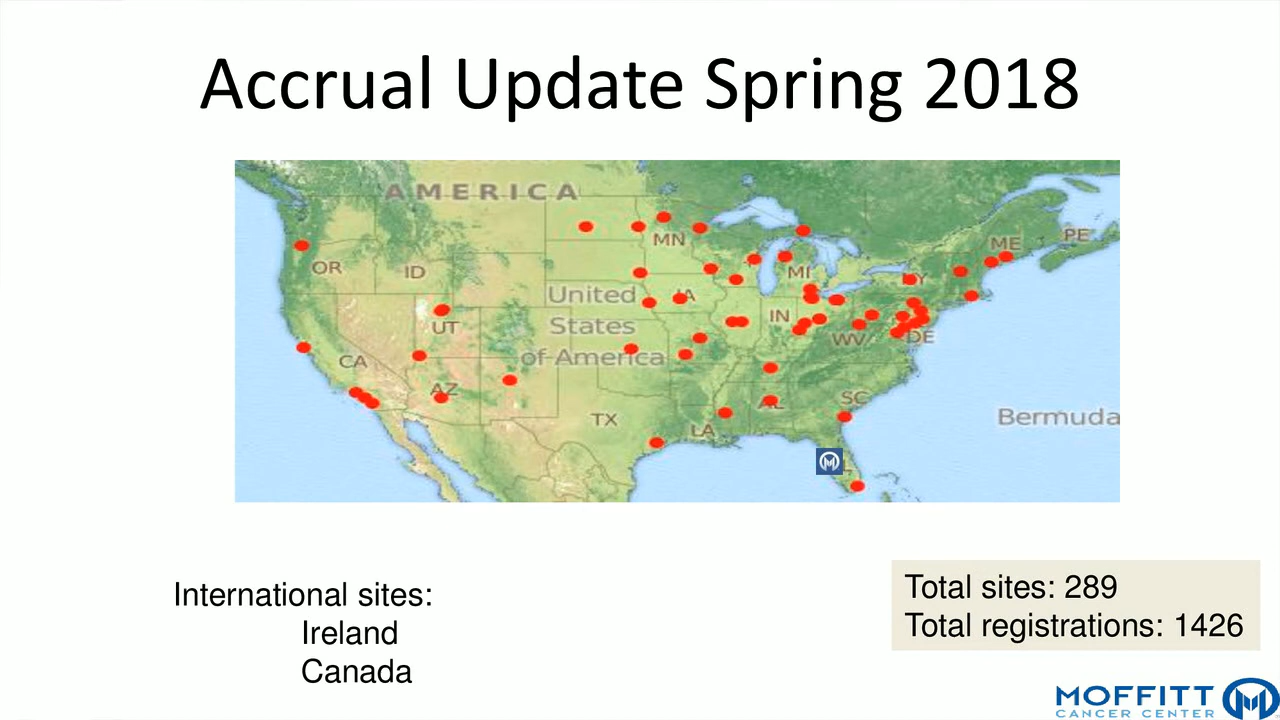 Accrual Update Spring 2018
AMERICA
MN
ME
PE
OR
ID
MI
NY
United
IA
States
UT
IN
of America
WV
DE
CA
AZ
SC
AL
TX
LA
Bermuda
International sites:
Ireland
Canada
Total sites: 289
Total registrations: 1426
MOFFITT
CANCER CENTER